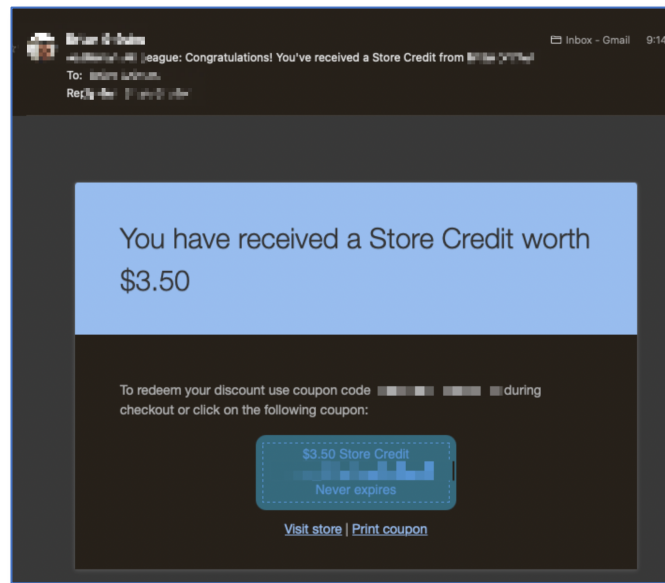 Inbox - Gmail 9:14
eague: Congratulations! You've received a Store Credit from
To:
You have received a Store Credit worth
$3.50
To redeem your discount use coupon code during
checkout or click on the following coupon:
$3.50 Store Credit
Never expires
Visit store | Print coupon